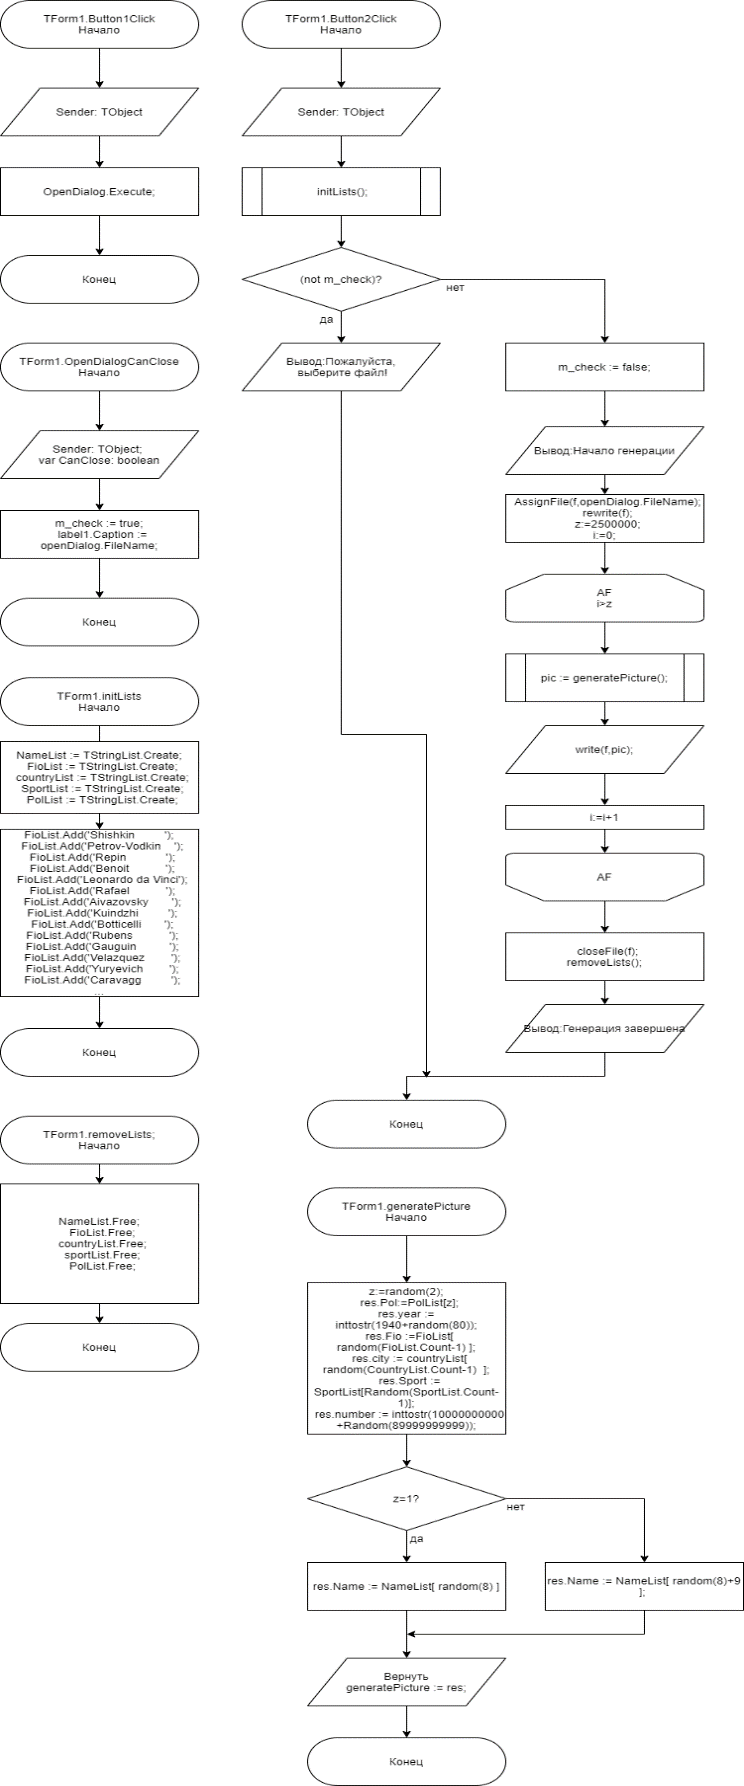 TForm1.Button1Click
Начало
Sender: TObject
OpenDialog.Execute;
Конец
TForm1.OpenDialogCanClose
Начало
Sender: TObject;
var CanClose: boolean
m_check := true;
label1.Caption :=
openDialog.FileName;
Конец
TForm1.initLists
Начало
NameList := TStringList.Create;
FioList := TStringList.Create;
countryList := TStringList.Create;
SportList := TStringList.Create;
PolList := TStringList.Create;
FioList.Add('Shishkin         ');
FioList.Add('Petrov-Vodkin    ');
FioList.Add('Repin            ');
FioList.Add('Benoit           ');
FioList.Add('Leonardo da Vinci');
FioList.Add('Rafael           ');
FioList.Add('Aivazovsky       ');
FioList.Add('Kuindzhi         ');
FioList.Add('Botticelli       ');
FioList.Add('Rubens           ');
FioList.Add('Gauguin          ');
FioList.Add('Velazquez        ');
FioList.Add('Yuryevich        ');
FioList.Add('Caravagg         ');
...
Конец
TForm1.removeLists;
Начало
NameList.Free;
FioList.Free;
countryList.Free;
sportList.Free;
PolList.Free;
Конец
TForm1.Button2Click
Начало
Sender: TObject
initLists();
(not m_check)?
нет
да
Вывод:Пожалуйста,
выберите файл!
m_check := false;
Вывод:Начало генерации
AssignFile(f,openDialog.FileName);
rewrite(f);
z:=2500000;
i:=0;
AF
i>z
pic := generatePicture();
write(f,pic);
i:=i+1
AF
closeFile(f);
removeLists();
Вывод:Генерация завершена
Конец
TForm1.generatePicture
Начало
z:=random(2);
res.Pol:=PolList[z];
res.year :=
inttostr(1940+random(80));
res.Fio :=FioList[
random(FioList.Count-1) ];
res.city := countryList[
random(CountryList.Count-1)  ];
res.Sport :=
SportList[Random(SportList.Count-
1)];
res.number := inttostr(10000000000
+Random(89999999999));
z=1?
нет
да
res.Name := NameList[ random(8) ]
res.Name := NameList[ random(8)+9
];
Вернуть
generatePicture := res;
Конец